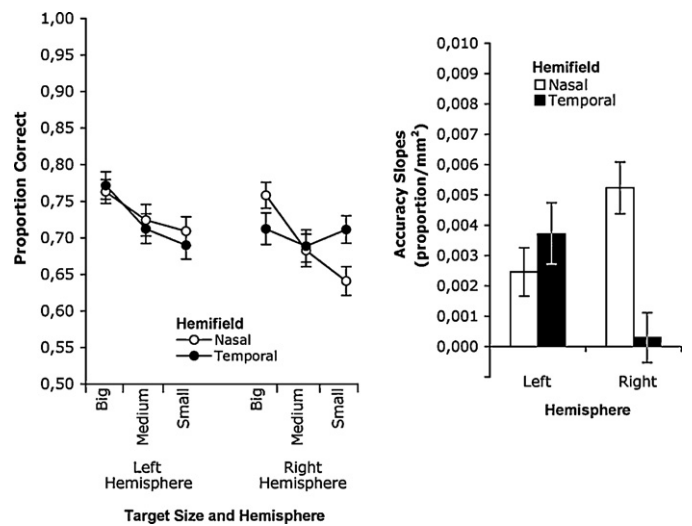 Proportion Correct
1,00
0,95
0,90
0,85
0,80
0,75
0,70
0,65
0,60
0,55
0,50
Hemifield
Nasal
Temporal
Big
Medium
Small
Big
Medium
Small
Left
Hemisphere
Right
Hemisphere
Target Size and Hemisphere
Accuracy Slopes
(proportion/mm²)
0,010
0,009
0,008
0,007
0,006
0,005
0,004
0,003
0,002
0,001
0,000
Hemifield
Nasal
Temporal
Left
Right
Hemisphere